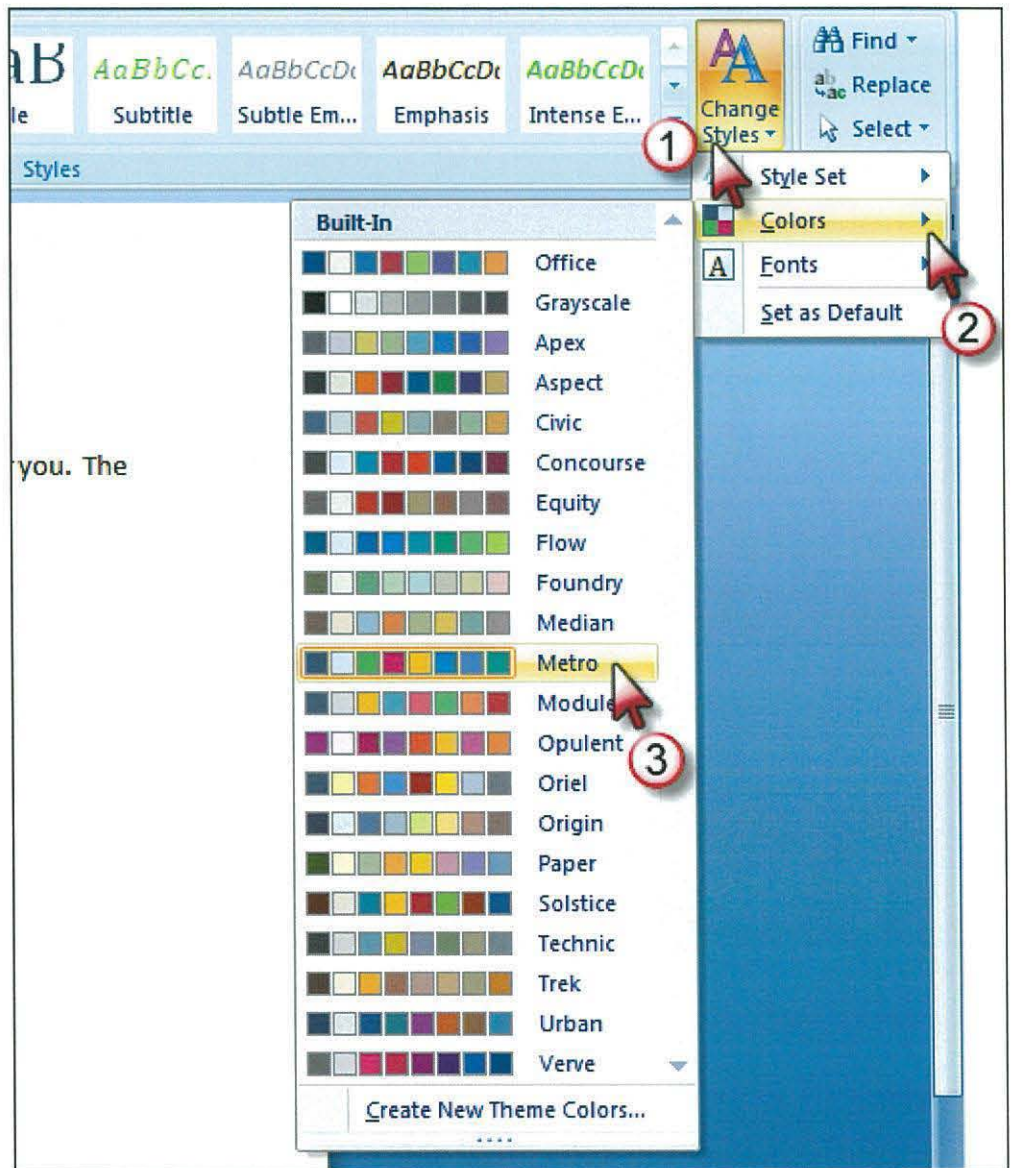 AB AaBbCc. AaBbCcDc AaBbCcDc AaBbCcDc
le Subtitle Subtle Em... Emphasis Intense E...
Styles
Change
Styles
Find
Replace
Select
1
Style Set
Colors
Fonts
Set as Default
2
Built-In
Office
Grayscale
Apex
Aspect
Civic
Concourse
Equity
Flow
Foundry
Median
Metro
Module
Opulent
3
Oriel
Origin
Paper
Solstice
Technic
Trek
Urban
Verve
Create New Theme Colors...
you. The